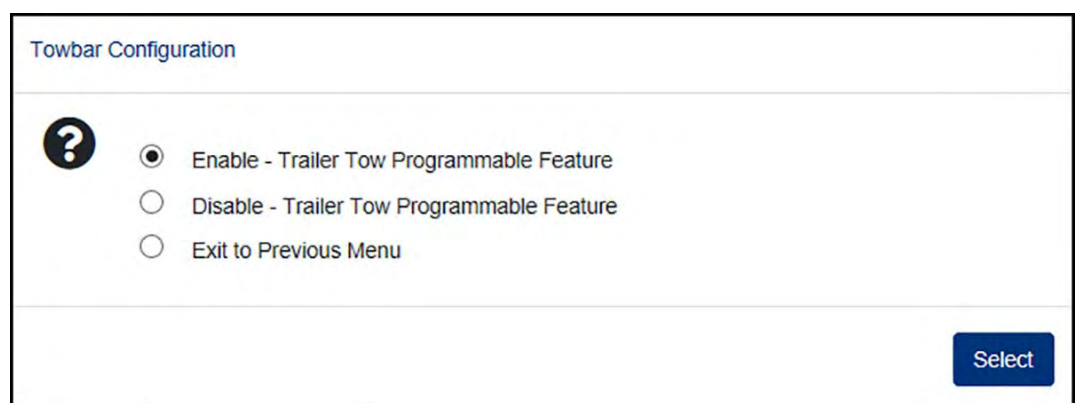 Towbar Configuration
Enable - Trailer Tow Programmable Feature
Disable - Trailer Tow Programmable Feature
Exit to Previous Menu
Select